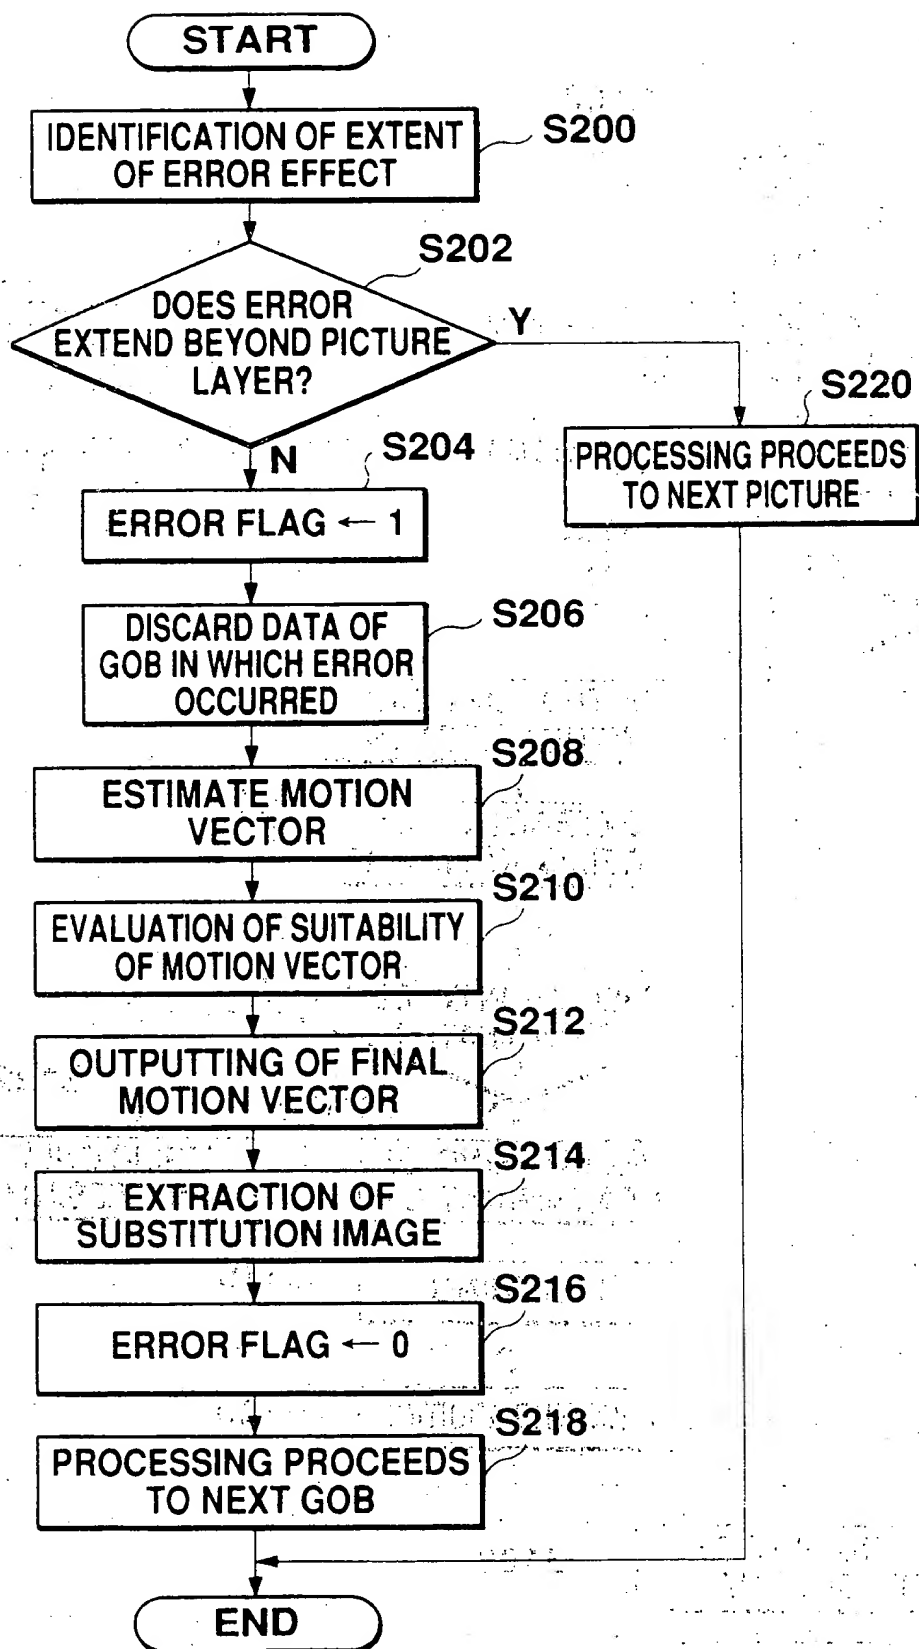 START
IDENTIFICATION OF EXTENT
OF ERROR EFFECT
S200
DOES ERROR
EXTEND BEYOND PICTURE
LAYER?
S202
Y
N
S220
PROCESSING PROCEEDS
TO NEXT PICTURE
S204
ERROR FLAG ← 1
DISCARD DATA OF
GOB IN WHICH ERROR
OCCURRED
S206
S208
ESTIMATE MOTION
VECTOR
S210
EVALUATION OF SUITABILITY
OF MOTION VECTOR
S212
OUTPUTTING OF FINAL
MOTION VECTOR
S214
EXTRACTION OF
SUBSTITUTION IMAGE
S216
ERROR FLAG ← 0
S218
PROCESSING PROCEEDS
TO NEXT GOB
END